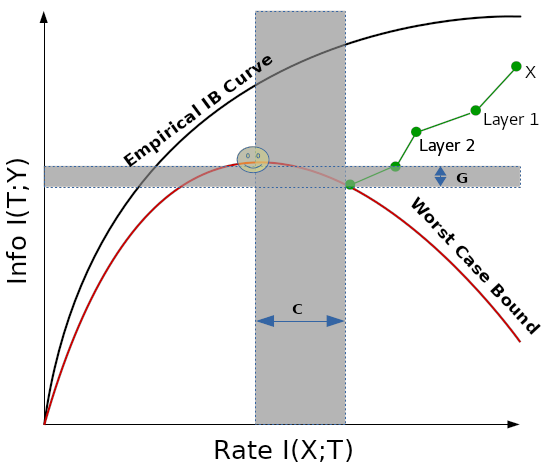 Empirical IB Curve
X
Layer 1
Layer 2
G
Worst Case Bound
C
Info I(T;Y)
Rate I(X;T)